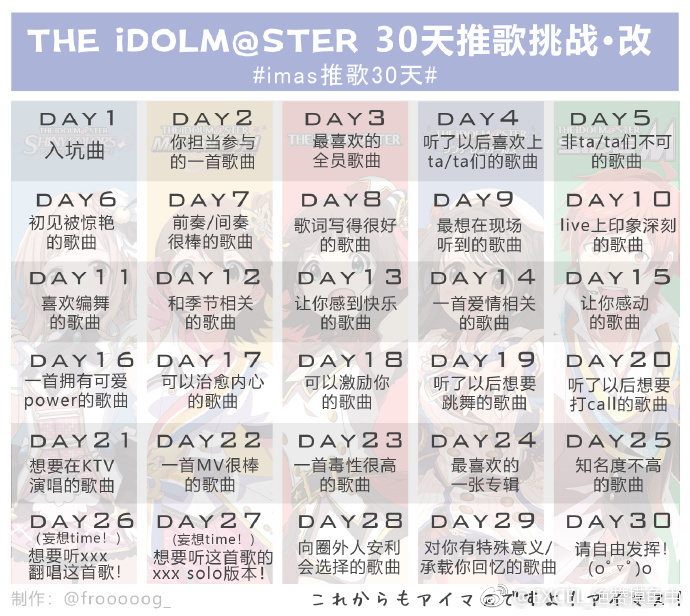 THE iDOLM@STER 30天推歌挑战·改
#imas推歌30天#
DAY1
入坑曲
DAY2
你担当参与
的一首歌曲
DAY3
最喜欢的
全员歌曲
DAY4
听了以后喜欢上
ta/ta们的歌曲
DAY5
非ta/ta们不可
的歌曲
DAY6
初见被惊艳
的歌曲
DAY7
前奏/间奏
很棒的歌曲
DAY8
歌词写得很好
的歌曲
DAY9
最想在现场
听到的歌曲
DAY10
live上印象深刻
的歌曲
DAY11
喜欢编舞
的歌曲
DAY12
和季节相关
的歌曲
DAY13
让你感到快乐
的歌曲
DAY14
一首爱情相关
的歌曲
DAY15
让你感动
的歌曲
DAY16
一首拥有可爱
power的歌曲
DAY17
可以治愈内心
的歌曲
DAY18
可以激励你
的歌曲
DAY19
听了以后想要
跳舞的歌曲
DAY20
听了以后想要
打call的歌曲
DAY21
想要在KTV
演唱的歌曲
DAY22
一首MV很棒
的歌曲
DAY23
一首毒性很高
的歌曲
DAY24
最喜欢的
一张专辑
DAY25
知名度不高
的歌曲
DAY26
(妄想time!)
想要听xxx
翻唱这首歌!
DAY27
(妄想time!)
想要听这首歌的
xxx solo版本!
DAY28
向圈外人安利
会选择的歌曲
DAY29
对你有特殊意义/
承载你回忆的歌曲
DAY30
请自由发挥!
(o°▽°)o
制作: @frooooog_
これからもアイマスですよ!アイマス!